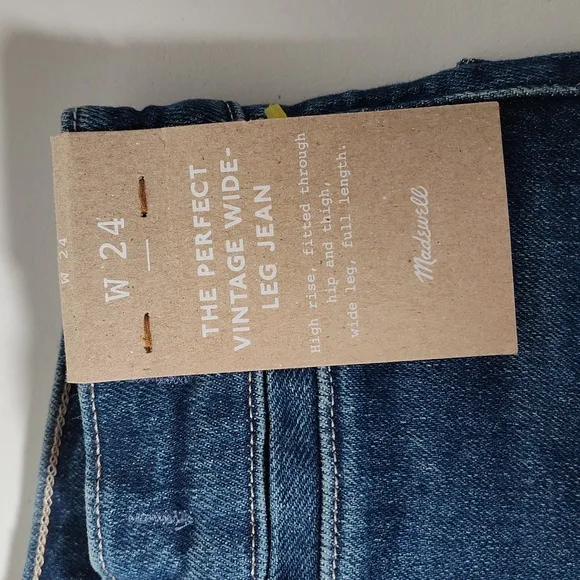 W 24
W 24
THE PERFECT
VINTAGE WIDE-
LEG JEAN
High rise, fitted through
hip and thigh,
wide leg, full length.
Madewell